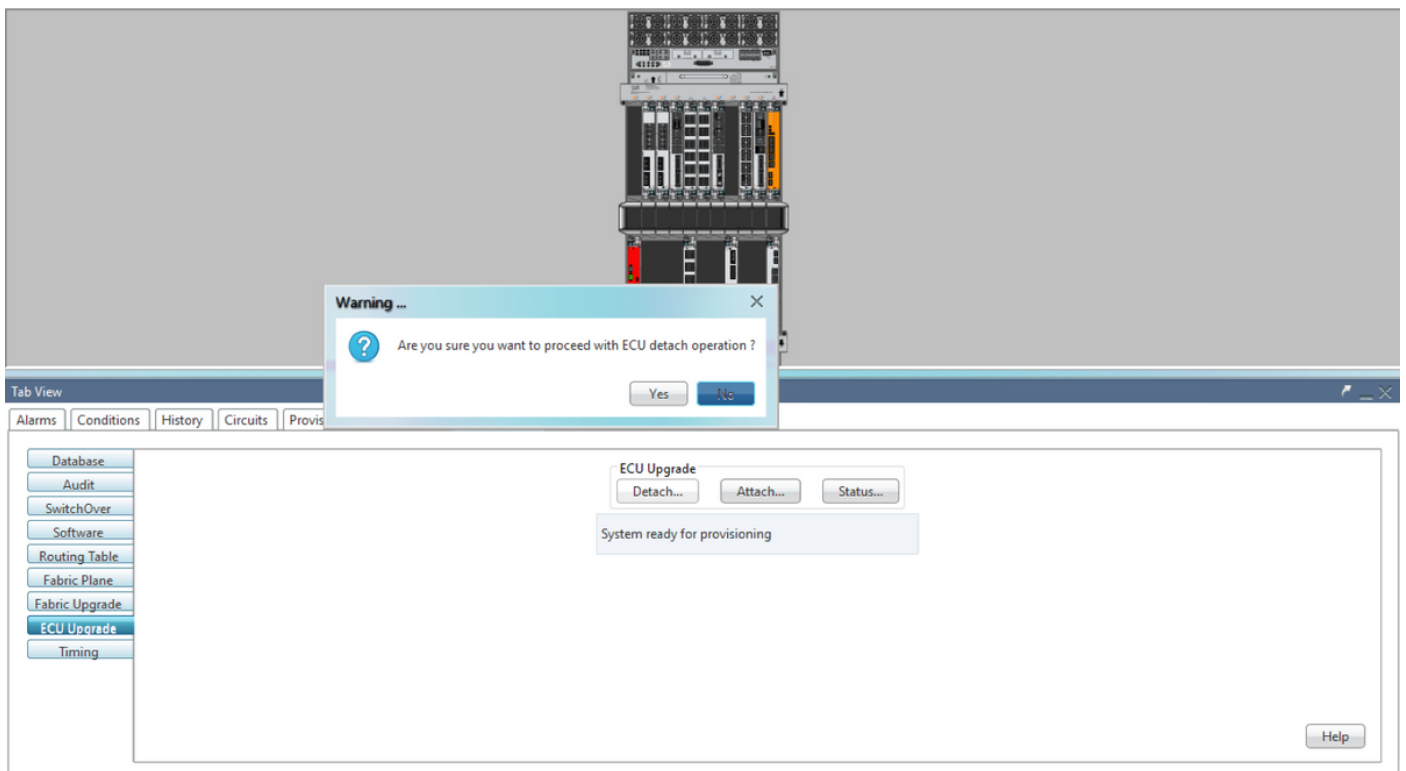 Warning ...
Are you sure you want to proceed with ECU detach operation ?
Yes No
Tab View
Alarms Conditions History Circuits Provis
Database
Audit
SwitchOver
Software
Routing Table
Fabric Plane
Fabric Upgrade
ECU Upgrade
Timing
ECU Upgrade
Detach... Attach... Status...
System ready for provisioning
Help